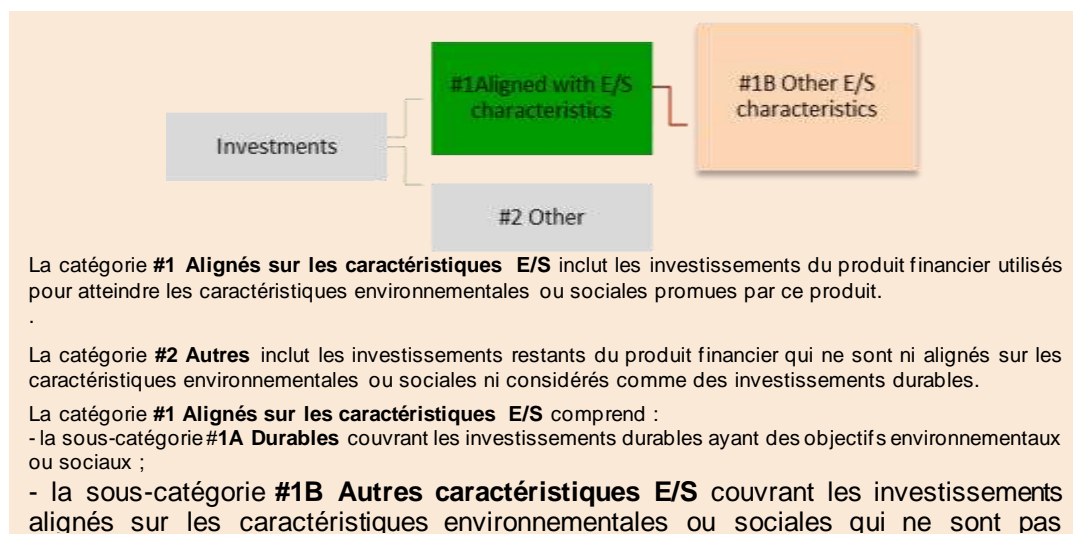 #1Aligned with E/S
characteristics
#1B Other E/S
characteristics
Investments
#2 Other
La catégorie #1 Alignés sur les caractéristiques E/S inclut les investissements du produit financier utilisés
pour atteindre les caractéristiques environnementales ou sociales promues par ce produit.
.
La catégorie #2 Autres inclut les investissements restants du produit financier qui ne sont ni alignés sur les
caractéristiques environnementales ou sociales ni considérés comme des investissements durables.
La catégorie #1 Alignés sur les caractéristiques E/S comprend :
- la sous-catégorie #1A Durables couvrant les investissements durables ayant des objectifs environnementaux
ou sociaux ;
- la sous-catégorie #1B Autres caractéristiques E/S couvrant les investissements
alignés sur les caractéristiques environnementales ou sociales qui ne sont pas